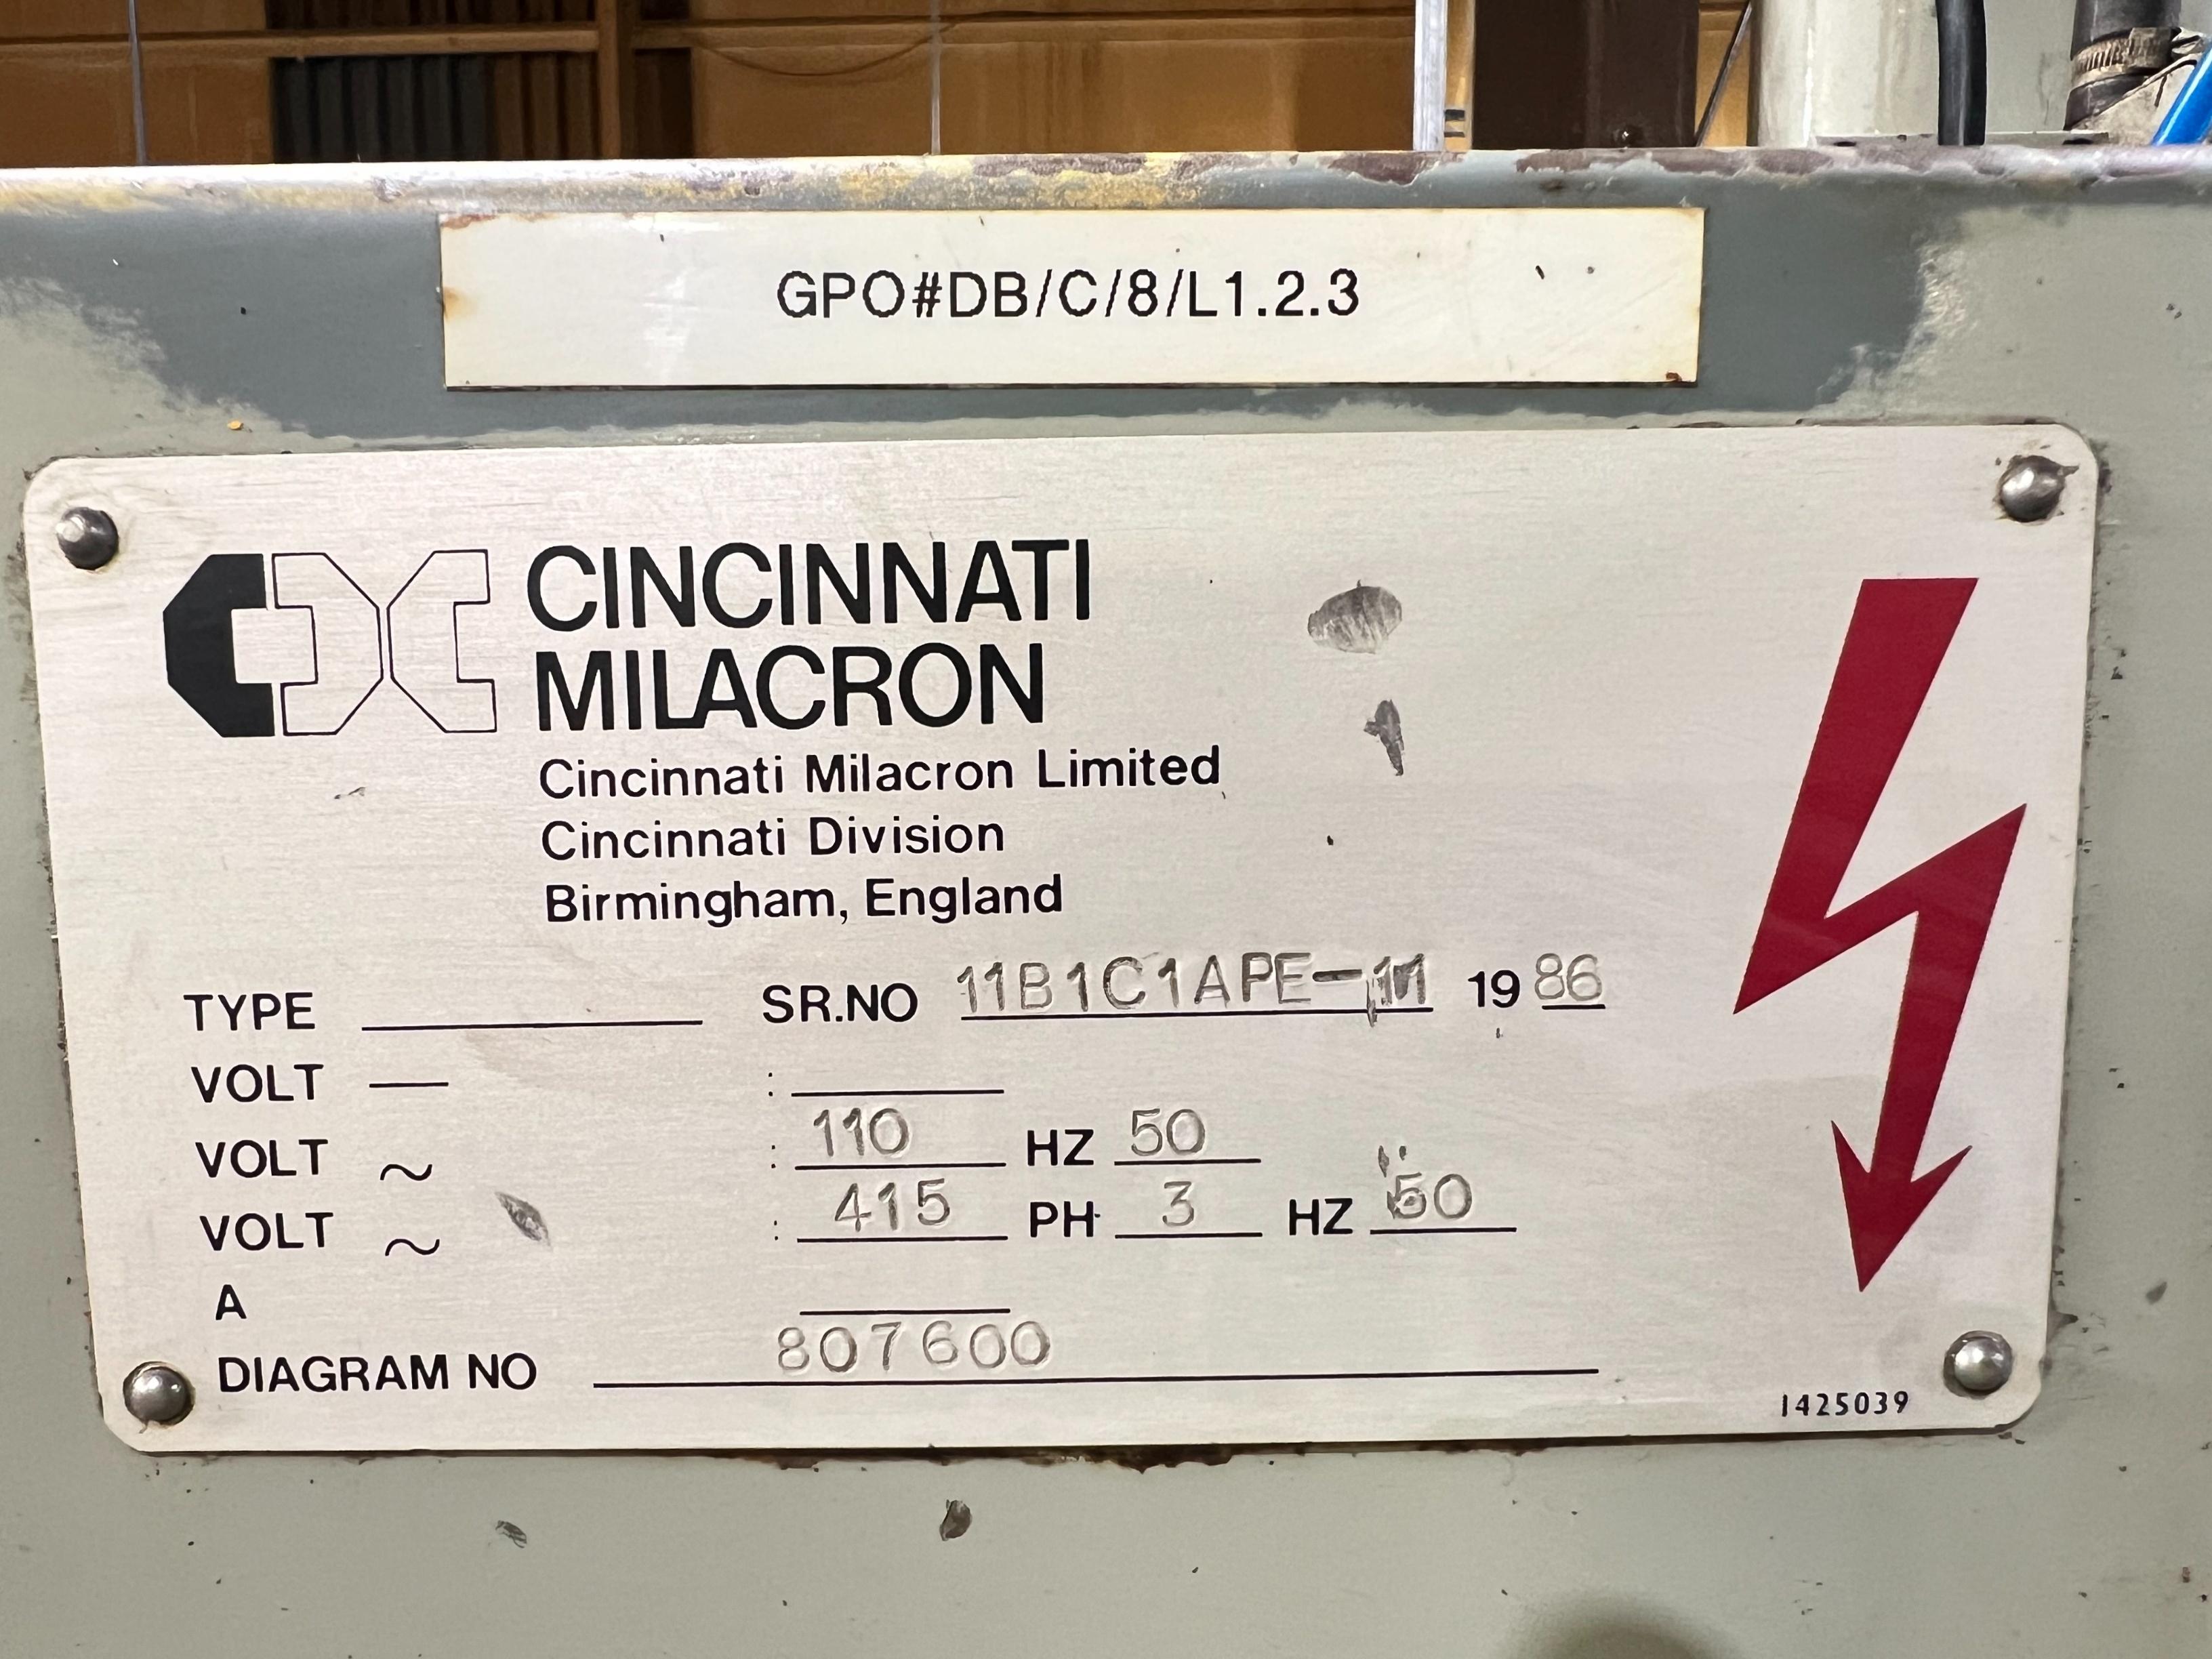 GPO#DB/C/8/L1.2.3
CINCINNATI
MILACRON
Cincinnati Milacron Limited
Cincinnati Division
Birmingham, England
TYPE SR.NO 11B1C1APE-11 1986
VOLT — :
VOLT ~ : 110 HZ 50
VOLT ~ : 415 PH 3 HZ 50
A
DIAGRAM NO 807600
1425039